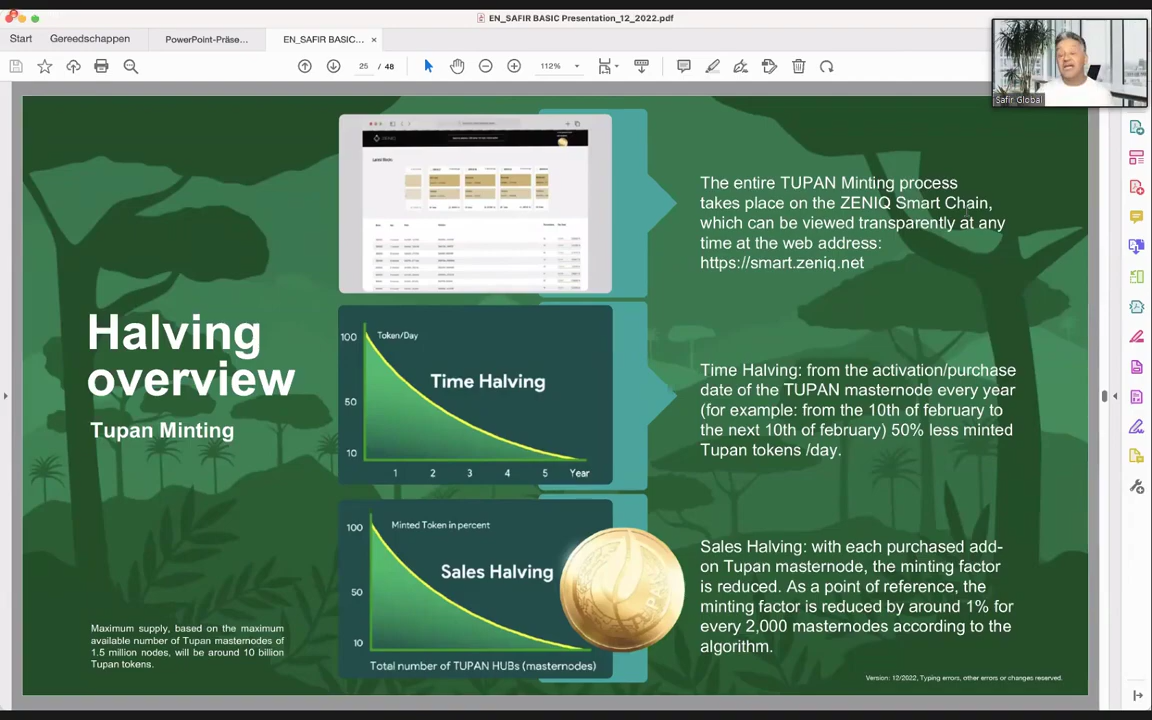 EN_SAFIR BASIC Presentation_12_2022.pdf
Start
Gereedschappen
PowerPoint-Präse...
EN_SAFIR BASIC...
×
25 / 48
112%
Safir Global
Halving
overview
Tupan Minting
Maximum supply, based on the maximum
available number of Tupan masternodes of
1.5 million nodes, will be around 10 billion
Tupan tokens.
ZENIQ
Latest Blocks
The entire TUPAN Minting process
takes place on the ZENIQ Smart Chain,
which can be viewed transparently at any
time at the web address:
https://smart.zeniq.net
100
Token/Day
Time Halving
50
10
1 2 3 4 5 Year
Time Halving: from the activation/purchase
date of the TUPAN masternode every year
(for example: from the 10th of february to
the next 10th of february) 50% less minted
Tupan tokens /day.
100
Minted Token in percent
Sales Halving
50
10
Total number of TUPAN HUBs (masternodes)
TUPAN
Sales Halving: with each purchased add-
on Tupan masternode, the minting factor
is reduced. As a point of reference, the
minting factor is reduced by around 1% for
every 2,000 masternodes according to the
algorithm.
Version: 12/2022, Typing errors, other errors or changes reserved.